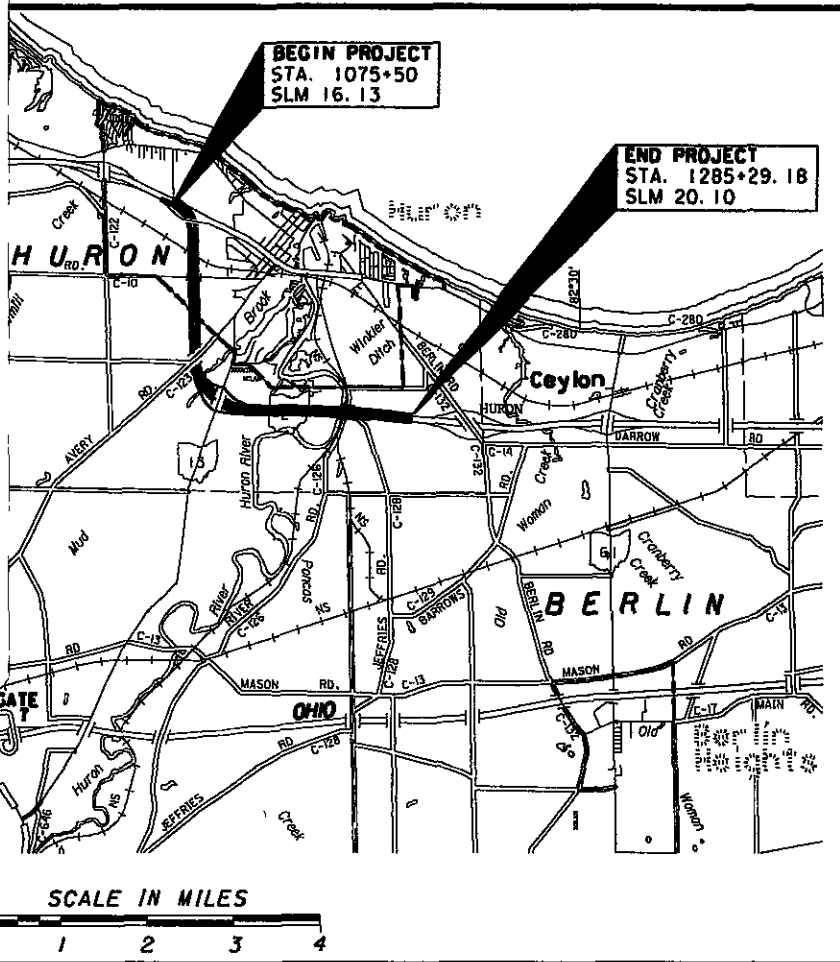 BEGIN PROJECT
STA. 1075+50
SLM 16.13
END PROJECT
STA. 1285+29.18
SLM 20.10
Huron
Creek
C-122
HURON
RD.
C-10
Brook
Winkler
Ditch
BERLIN RD
C-132
82°30'
C-280
C-280
Ceylon
Cranberry
Creek
C-123
RD
AVERY
HURON
DARROW
RD
C-14
C-132
RD.
Creek
13
Huron River
C-126
RD
C-128
Woman
Mud
NS
RD.
61
Cranberry
Creek
River
RIVER
C-126
NS
C-129
BARROWS
Old
BERLIN
BERLIN
RD
C-13
RD
C-13
JEFFRIES
C-128
MASON
RD
MASON
RD.
C-13
GATE
7
OHIO
C-17
MAIN
RD.
RD
C-128
Old
Berlin
Heights
Huron
NS
JEFFRIES
Creek
Woman
SCALE IN MILES
1 2 3 4